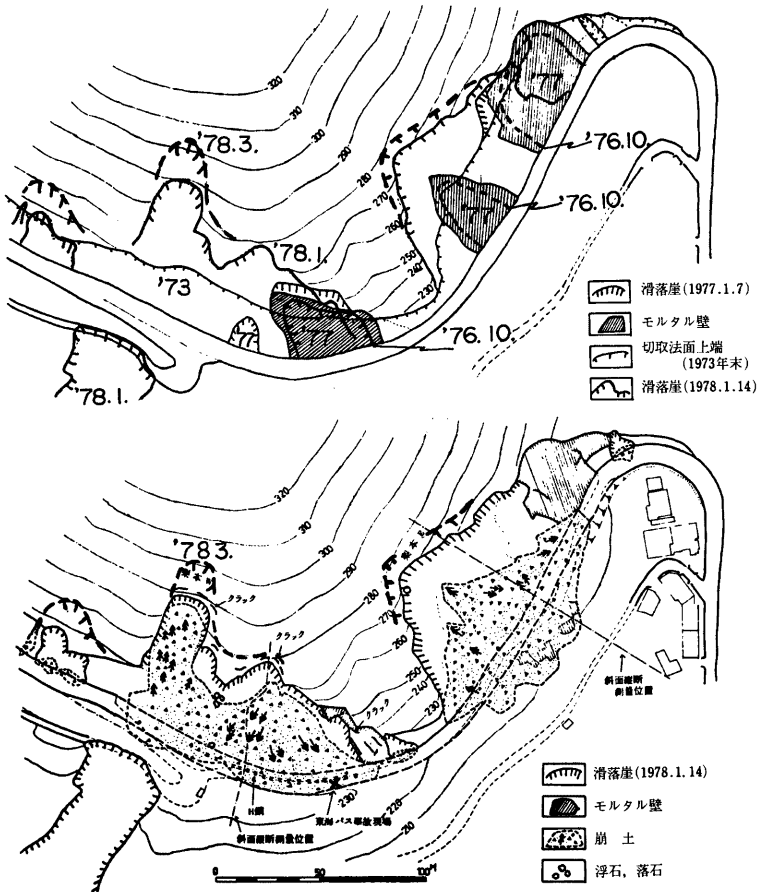 320
310
300
290
280
270
260
250
240
230
'78.3.
'78.1.
'73
'77
'77
'77
'77
'76.10.
'76.10.
'76.10.
'78.1.
滑落崖(1977.1.7)
モルタル壁
切取法面上端
(1973年末)
滑落崖(1978.1.14)
320
310
300
290
280
270
260
250
240
230
'78 3.
クラック
クラック
クラック
斜面縦断
測量位置
230
220
210
H鋼
東海バス事故現場
斜面縦断測量位置
0 50 100M
滑落崖(1978.1.14)
モルタル壁
崩土
浮石，落石